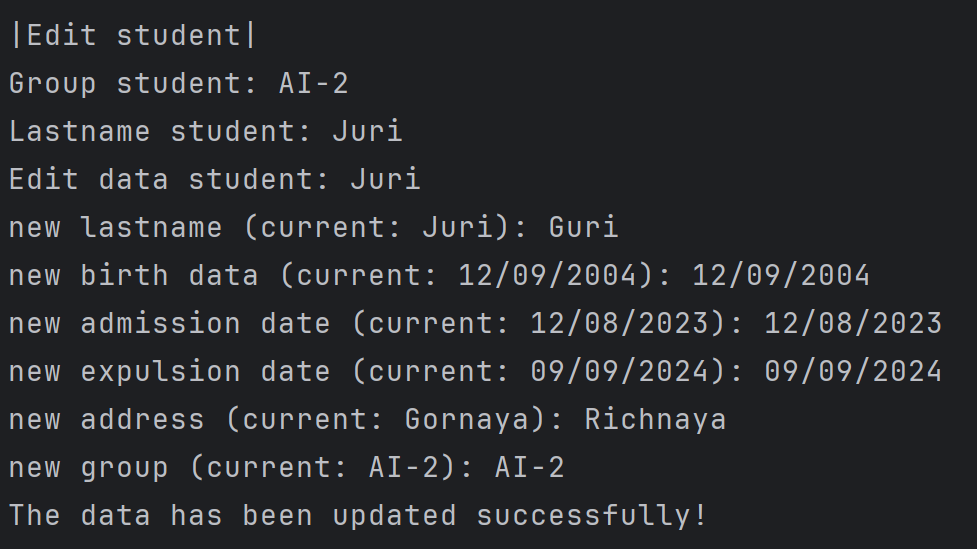 |Edit student|
Group student: AI-2
Lastname student: Juri
Edit data student: Juri
new lastname (current: Juri): Guri
new birth data (current: 12/09/2004): 12/09/2004
new admission date (current: 12/08/2023): 12/08/2023
new expulsion date (current: 09/09/2024): 09/09/2024
new address (current: Gornaya): Richnaya
new group (current: AI-2): AI-2
The data has been updated successfully!